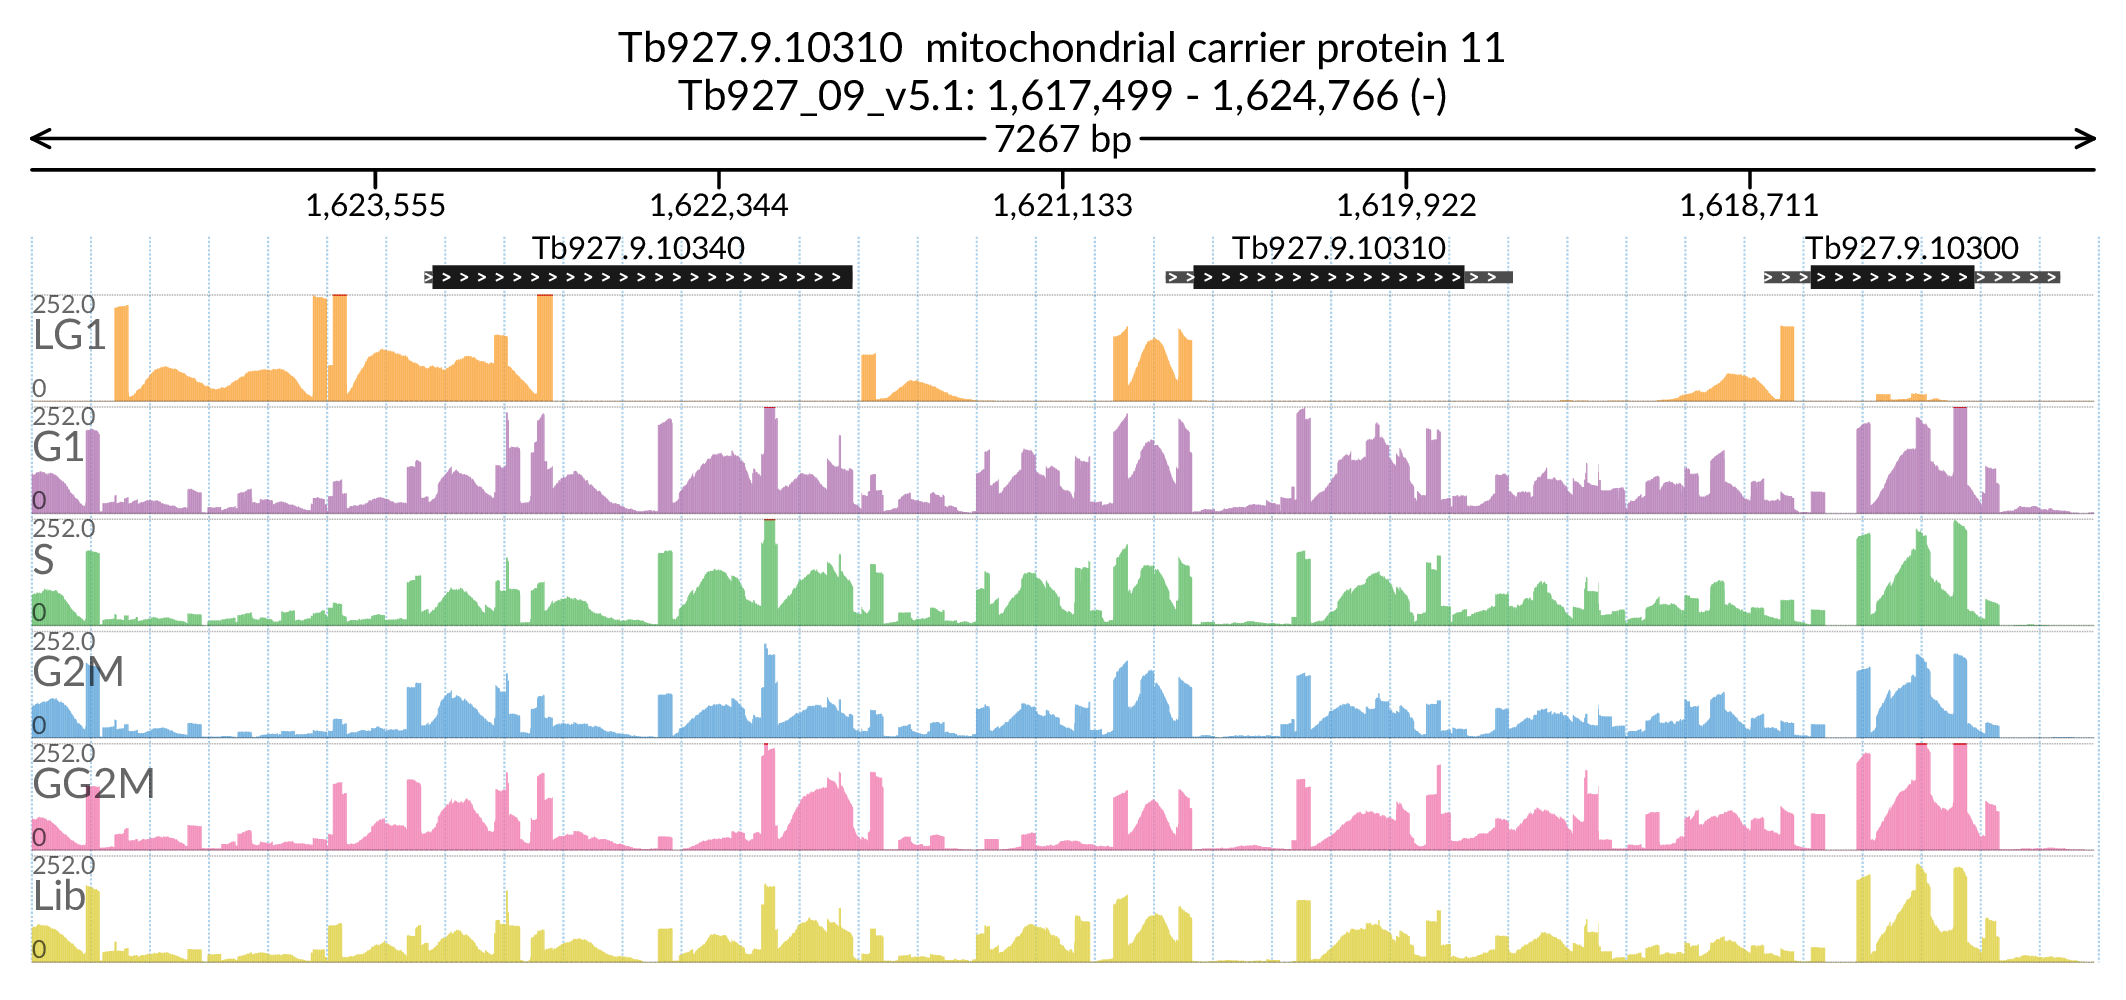 Tb927.9.10310  mitochondrial carrier protein 11
Tb927_09_v5.1: 1,617,499 - 1,624,766 (-)
7267 bp
1,623,555 1,622,344 1,621,133 1,619,922 1,618,711
Tb927.9.10340 Tb927.9.10310 Tb927.9.10300
252.0
LG1
0
252.0
G1
0
252.0
S
0
252.0
G2M
0
252.0
GG2M
0
252.0
Lib
0